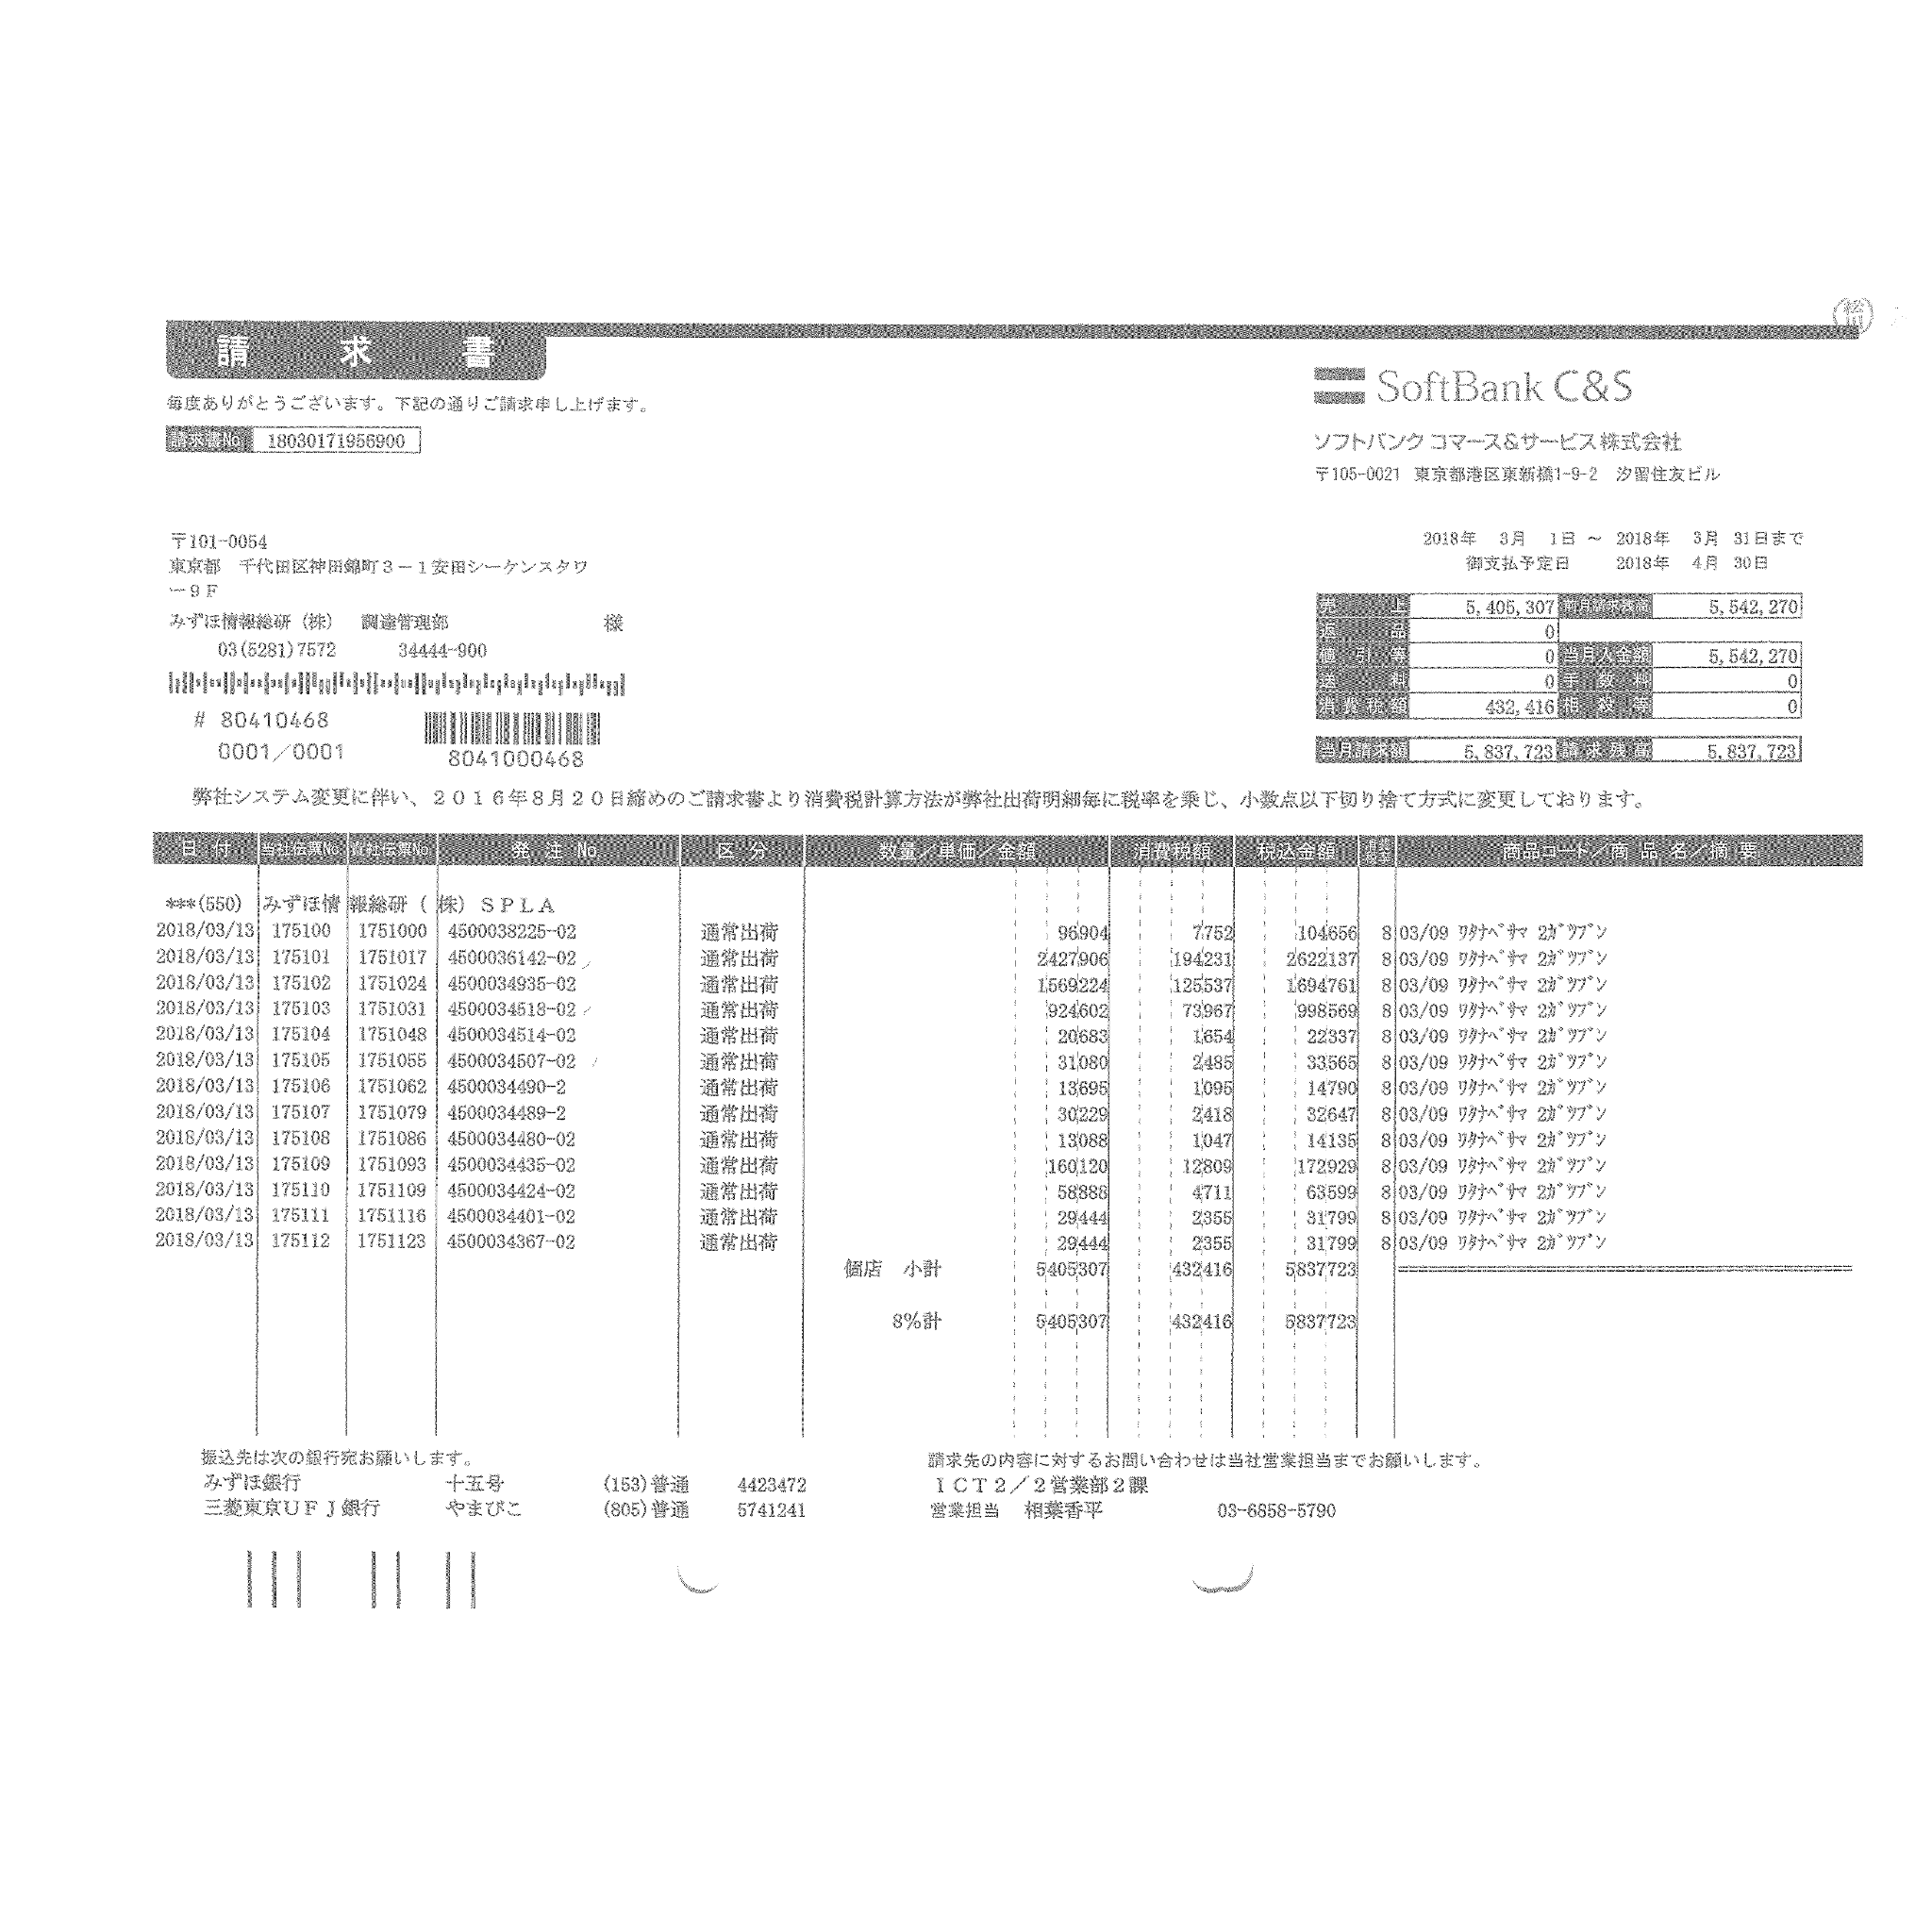 請求書
SoftBank C&S
毎度ありがとうございます。下記の通りご請求申し上げます。
請求書No. 18030171956900
ソフトバンク コマース&サービス株式会社
〒105-0021 東京都港区東新橋1-9-2 汐留住友ビル
〒101-0054
東京都 千代田区神田錦町3-1安田シーケンスタワ
ー9F
みずほ情報総研(株) 調達管理部 様
03(5281)7572 34444-900
# 80410468
0001/0001
8041000468
2018年 3月 1日 ~ 2018年 3月 31日まで
御支払予定日 2018年 4月 30日
売上 5,405,307 前月請求残高 5,542,270
返品 0
値引等 0 当月入金額 5,542,270
送料 0 手数料 0
消費税額 432,416 相殺等 0
当月請求額 5,837,723 請求残高 5,837,723
弊社システム変更に伴い、2016年8月20日締めのご請求書より消費税計算方法が弊社出荷明細毎に税率を乗じ、小数点以下切り捨て方式に変更しております。
日付 当社伝票No. 貴社伝票No. 発注No 区分 数量/単価/金額 消費税額 税込金額 商品コード/商品名/摘要
***(550) みずほ情報総研(株) SPLA
2018/03/13 175100 1751000 4500038225-02 通常出荷 96904 7752 104656 8 03/09 ワタナベサマ 2ガツブン
2018/03/13 175101 1751017 4500036142-02 通常出荷 2427906 194231 2622137 8 03/09 ワタナベサマ 2ガツブン
2018/03/13 175102 1751024 4500034935-02 通常出荷 1569224 125537 1694761 8 03/09 ワタナベサマ 2ガツブン
2018/03/13 175103 1751031 4500034518-02 通常出荷 924602 73967 998569 8 03/09 ワタナベサマ 2ガツブン
2018/03/13 175104 1751048 4500034514-02 通常出荷 20683 1654 22337 8 03/09 ワタナベサマ 2ガツブン
2018/03/13 175105 1751055 4500034507-02 通常出荷 31080 2485 33565 8 03/09 ワタナベサマ 2ガツブン
2018/03/13 175106 1751062 4500034490-2 通常出荷 13695 1095 14790 8 03/09 ワタナベサマ 2ガツブン
2018/03/13 175107 1751079 4500034489-2 通常出荷 30229 2418 32647 8 03/09 ワタナベサマ 2ガツブン
2018/03/13 175108 1751086 4500034480-02 通常出荷 13088 1047 14135 8 03/09 ワタナベサマ 2ガツブン
2018/03/13 175109 1751093 4500034435-02 通常出荷 160120 12809 172929 8 03/09 ワタナベサマ 2ガツブン
2018/03/13 175110 1751109 4500034424-02 通常出荷 58888 4711 63599 8 03/09 ワタナベサマ 2ガツブン
2018/03/13 175111 1751116 4500034401-02 通常出荷 29444 2355 31799 8 03/09 ワタナベサマ 2ガツブン
2018/03/13 175112 1751123 4500034367-02 通常出荷 29444 2355 31799 8 03/09 ワタナベサマ 2ガツブン
個店 小計 5405307 432416 5837723
8%計 5405307 432416 5837723
振込先は次の銀行宛お願いします。
みずほ銀行 十五号 (153)普通 4423472
三菱東京UFJ銀行 やまびこ (805)普通 5741241
請求先の内容に対するお問い合わせは当社営業担当までお願いします。
ICT2/2営業部2課
営業担当 相葉香平 03-6858-5790